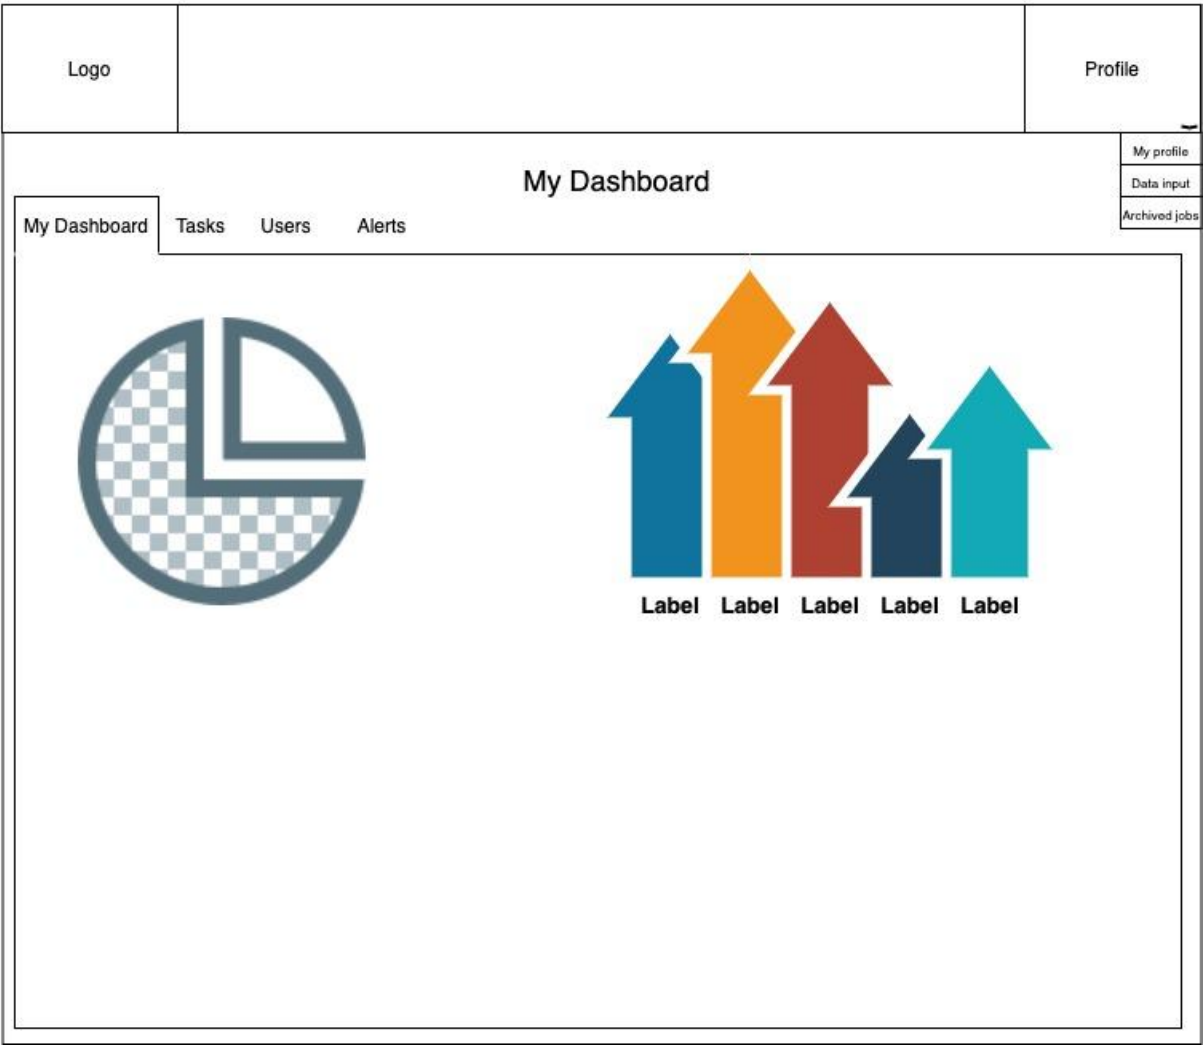 Logo
Profile
My profile
My Dashboard
Data input
Archived jobs
My Dashboard Tasks Users Alerts
Label Label Label Label Label